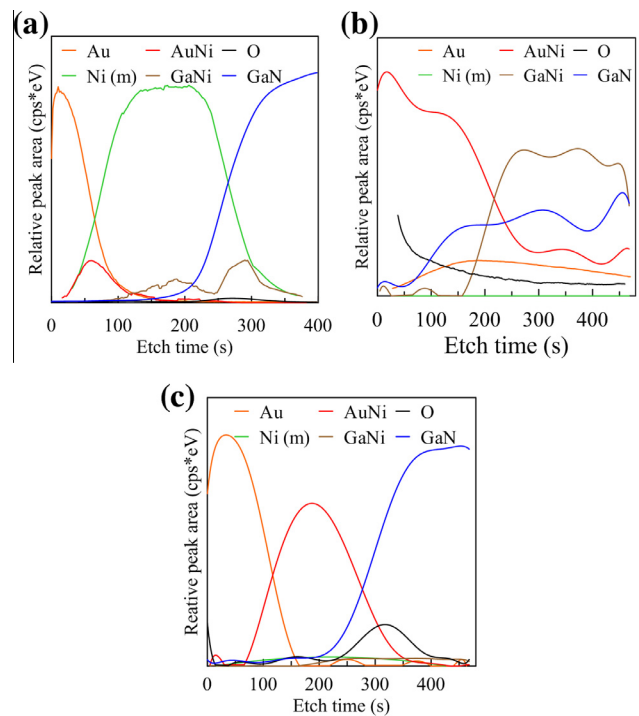 (a)
Au AuNi O
Ni (m) GaNi GaN
Relative peak area (cps*eV)
0 100 200 300 400
Etch time (s)
(b)
Au AuNi O
Ni (m) GaNi GaN
Relative peak area (cps*eV)
0 100 200 300 400
Etch time (s)
(c)
Au AuNi O
Ni (m) GaNi GaN
Reative peak area (cps*eV)
0 100 200 300 400
Etch time (s)